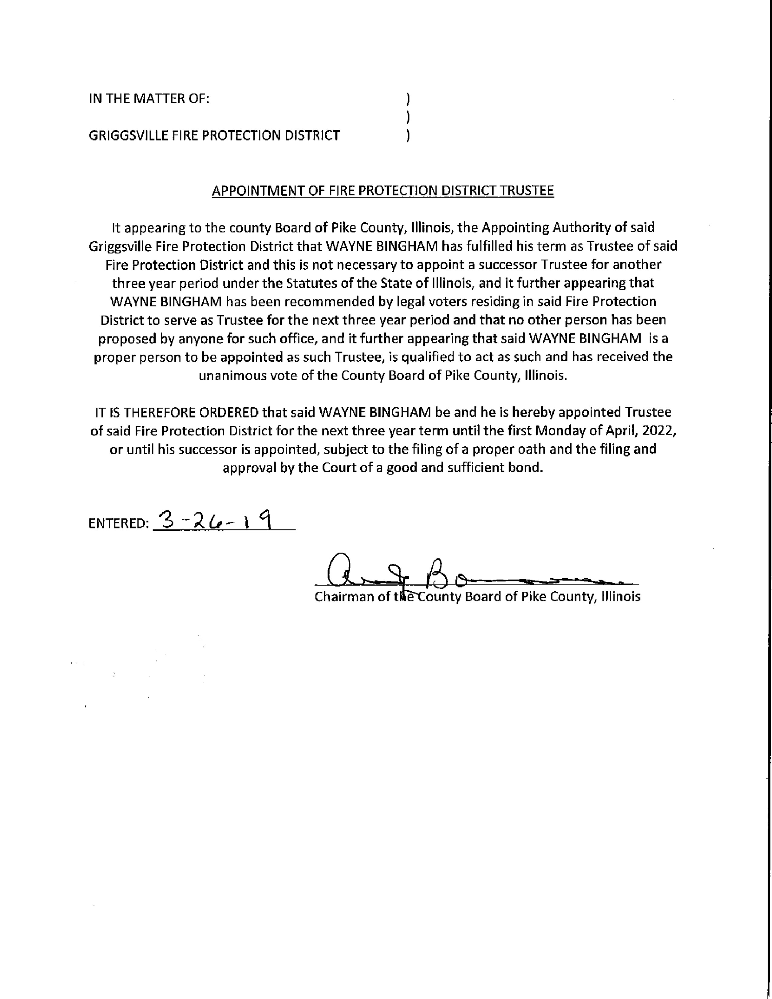 IN THE MATTER OF: )
)
GRIGGSVILLE FIRE PROTECTION DISTRICT )
APPOINTMENT OF FIRE PROTECTION DISTRICT TRUSTEE
It appearing to the county Board of Pike County, Illinois, the Appointing Authority of said
Griggsville Fire Protection District that WAYNE BINGHAM has fulfilled his term as Trustee of said
Fire Protection District and this is not necessary to appoint a successor Trustee for another
three year period under the Statutes of the State of Illinois, and it further appearing that
WAYNE BINGHAM has been recommended by legal voters residing in said Fire Protection
District to serve as Trustee for the next three year period and that no other person has been
proposed by anyone for such office, and it further appearing that said WAYNE BINGHAM is a
proper person to be appointed as such Trustee, is qualified to act as such and has received the
unanimous vote of the County Board of Pike County, Illinois.
IT IS THEREFORE ORDERED that said WAYNE BINGHAM be and he is hereby appointed Trustee
of said Fire Protection District for the next three year term until the first Monday of April, 2022,
or until his successor is appointed, subject to the filing of a proper oath and the filing and
approval by the Court of a good and sufficient bond.
ENTERED: 3-26-19
Chairman of the County Board of Pike County, Illinois